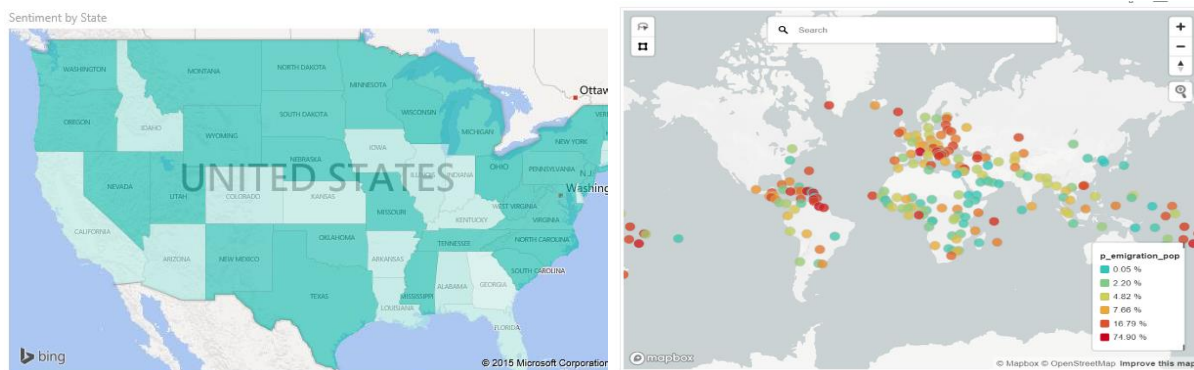 Sentiment by State
WASHINGTON
MONTANA
NORTH DAKOTA
MINNESOTA
Ottaw
OREGON
IDAHO
SOUTH DAKOTA
WISCONSIN
MICHIGAN
WYOMING
IOWA
NEW YORK
NEBRASKA
ILLINOIS
INDIANA
OHIO
PENNSYLVANIA
N.J.
UNITED STATES
NEVADA
UTAH
COLORADO
KANSAS
MISSOURI
WEST VIRGINIA
Washing
VIRGINIA
KENTUCKY
CALIFORNIA
ARIZONA
NEW MEXICO
OKLAHOMA
ARKANSAS
TENNESSEE
NORTH CAROLINA
SOUTH CAROLINA
TEXAS
MISSISSIPPI
ALABAMA
GEORGIA
LOUISIANA
FLORIDA
bing
© 2015 Microsoft Corporation
Search
p_emigration_pop
0.05 %
2.20 %
4.82 %
7.66 %
16.79 %
74.90 %
mapbox
© Mapbox © OpenStreetMap Improve this map